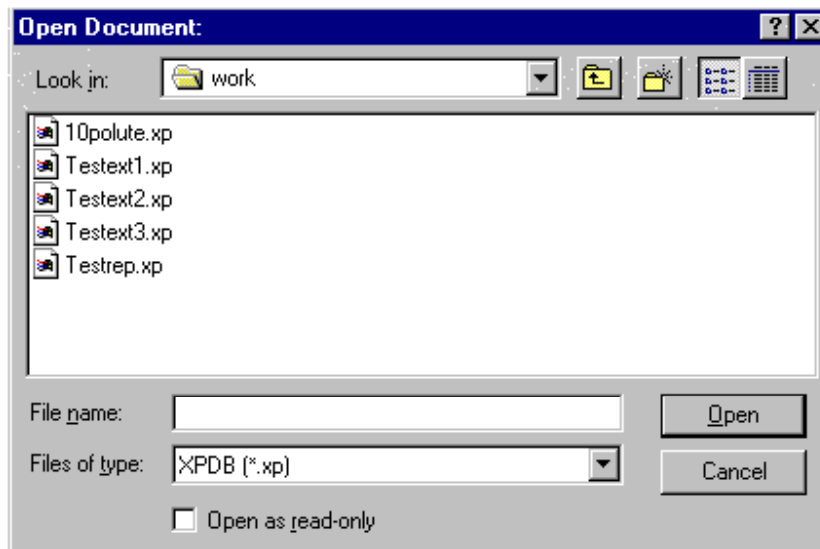 Open Document:
Look in: work
10polute.xp
Testext1.xp
Testext2.xp
Testext3.xp
Testrep.xp
File name: Open
Files of type: XPDB (*.xp) Cancel
Open as read-only